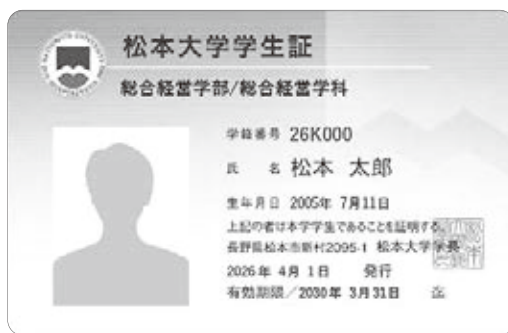 松本大学学生証
総合経営学部/総合経営学科
学籍番号 26K000
氏 名 松本 太郎
生年月日 2005年 7月11日
上記の者は本学学生であることを証明する。
長野県松本市新村2095-1 松本大学学長
2026年 4月 1日 発行
有効期限/2030年 3月31日 迄